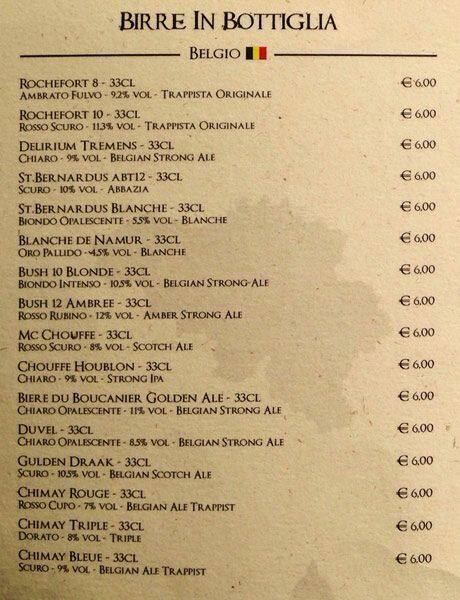 Birre In Bottiglia
Belgio
Rochefort 8 - 33cl € 6,00
Ambrato Fulvo - 9,2% vol - Trappista Originale
Rochefort 10 - 33cl € 6,00
Rosso Scuro - 11,3% vol - Trappista Originale
Delirium Tremens - 33cl € 6,00
Chiaro - 9% vol - Belgian Strong Ale
St.Bernardus abt12 - 33cl € 6,00
Scuro - 10% vol - Abbazia
St.Bernardus Blanche - 33cl € 6,00
Biondo Opalescente - 5,5% vol - Blanche
Blanche de Namur - 33cl € 6,00
Oro Pallido - 4,5% vol - Blanche
Bush 10 Blonde - 33cl € 6,00
Biondo Intenso - 10,5% vol - Belgian Strong Ale
Bush 12 Ambree - 33cl € 6,00
Rosso Rubino - 12% vol - Amber Strong Ale
Mc Chouffe - 33cl € 6,00
Rosso Scuro - 8% vol - Scotch Ale
Chouffe Houblon - 33cl € 6,00
Chiaro - 9% vol - Strong Ipa
Biere du Boucanier Golden Ale - 33cl € 6,00
Chiaro Opalescente - 11% vol - Belgian Strong Ale
Duvel - 33cl € 6,00
Chiaro Opalescente - 8,5% vol - Belgian Strong Ale
Gulden Draak - 33cl € 6,00
Scuro - 10,5% vol - Belgian Scotch Ale
Chimay Rouge - 33cl € 6,00
Rosso Cupo - 7% vol - Belgian Ale Trappist
Chimay Triple - 33cl € 6,00
Dorato - 8% vol - Triple
Chimay Bleue - 33cl € 6,00
Scuro - 9% vol - Belgian Ale Trappist